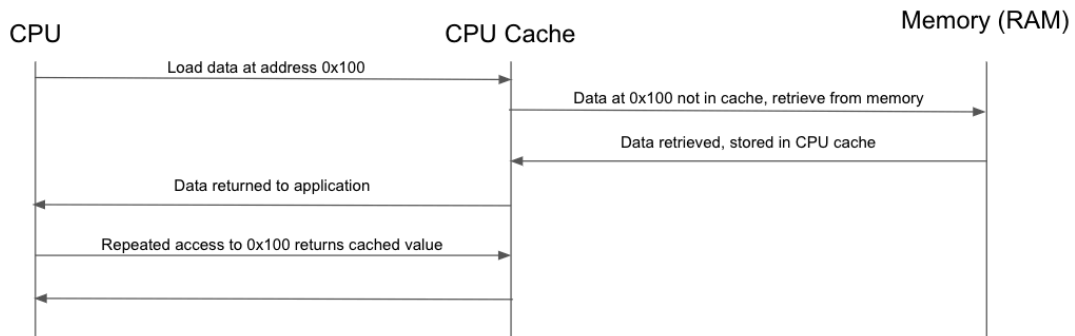 CPU
CPU Cache
Memory (RAM)
Load data at address 0x100
Data at 0x100 not in cache, retrieve from memory
Data retrieved, stored in CPU cache
Data returned to application
Repeated access to 0x100 returns cached value